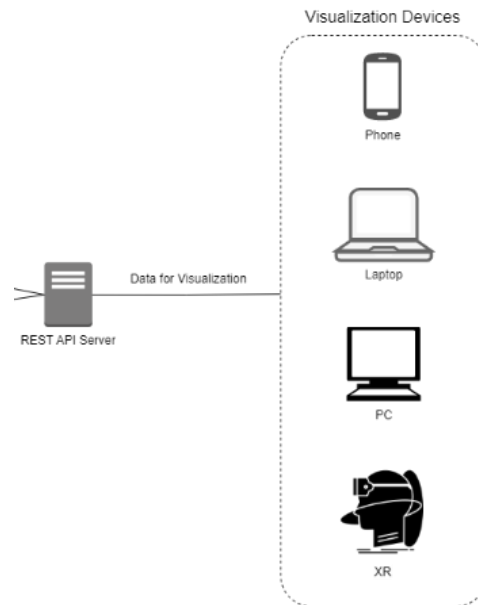 Visualization Devices
Phone
Laptop
Data for Visualization
REST API Server
PC
XR